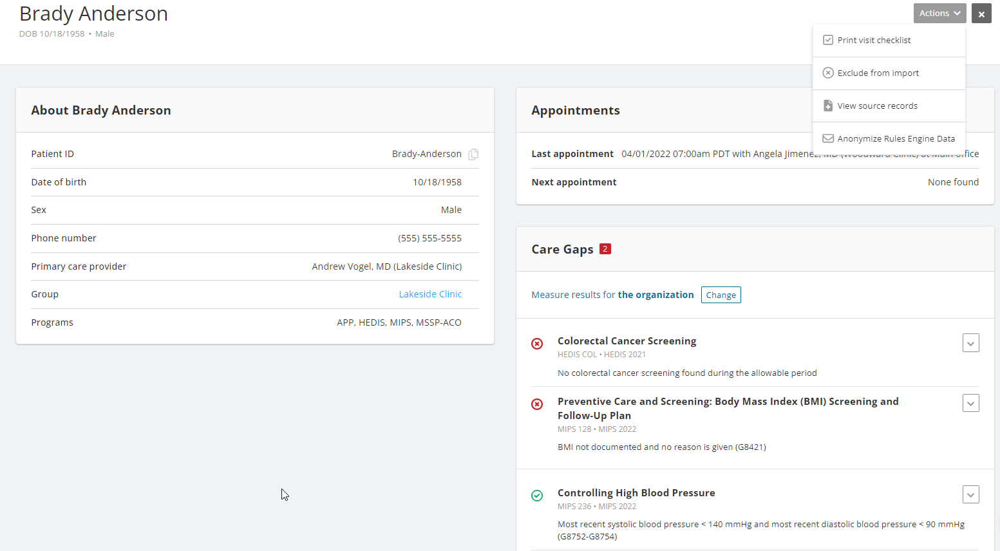 Brady Anderson
DOB 10/18/1958 • Male
Actions
Print visit checklist
Exclude from import
View source records
Anonymize Rules Engine Data
About Brady Anderson
Patient ID Brady-Anderson
Date of birth 10/18/1958
Sex Male
Phone number (555) 555-5555
Primary care provider Andrew Vogel, MD (Lakeside Clinic)
Group Lakeside Clinic
Programs APP, HEDIS, MIPS, MSSP-ACO
Appointments
Last appointment 04/01/2022 07:00am PDT with Angela Jimenez, MD (Woodward Clinic) at Main office
Next appointment None found
Care Gaps 2
Measure results for the organization Change
Colorectal Cancer Screening
HEDIS COL • HEDIS 2021
No colorectal cancer screening found during the allowable period
Preventive Care and Screening: Body Mass Index (BMI) Screening and
Follow-Up Plan
MIPS 128 • MIPS 2022
BMI not documented and no reason is given (G8421)
Controlling High Blood Pressure
MIPS 236 • MIPS 2022
Most recent systolic blood pressure < 140 mmHg and most recent diastolic blood pressure < 90 mmHg
(G8752-G8754)